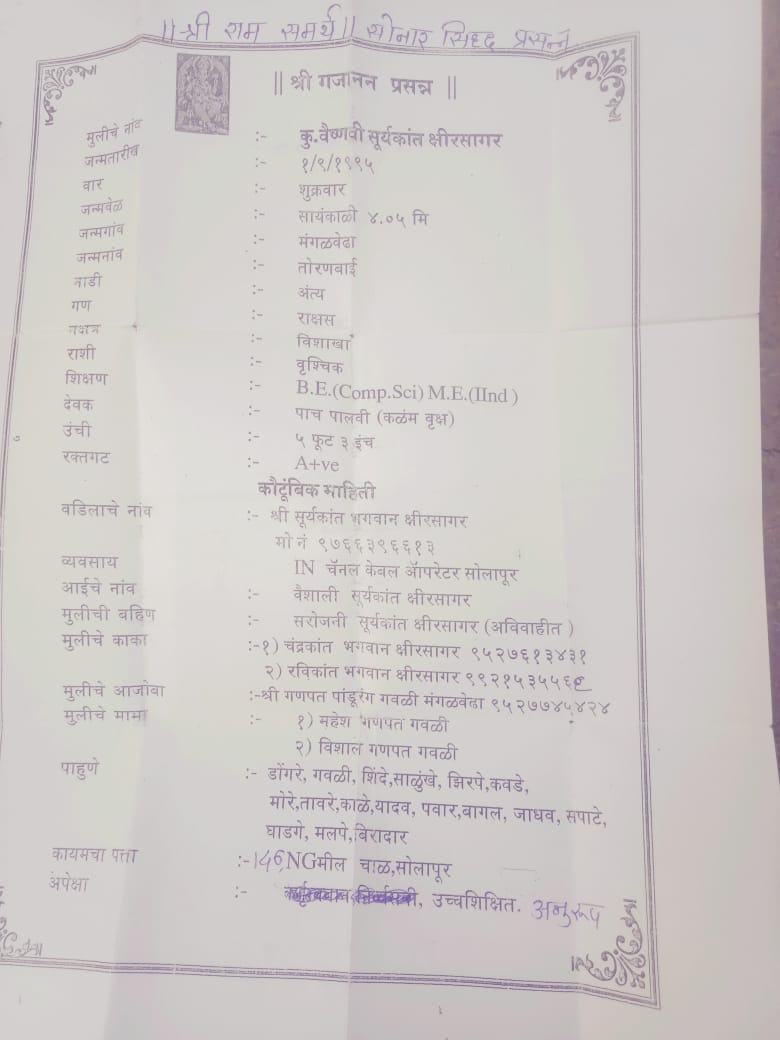 ||श्री राम समर्थ|| सोनार सिध्द प्रसन्न
|| श्री गजानन प्रसन्न ||
मुलीचे नांव :- कु.वैष्णवी सूर्यकांत क्षीरसागर
जन्मतारीख :- १/९/१९९५
वार :- शुक्रवार
जन्मवेळ :- सायंकाळी ४.०५ मि
जन्मगांव :- मंगळवेढा
जन्मनांव :- तोरणबाई
नाडी :- अंत्य
गण :- राक्षस
नक्षत्र :- विशाखा
राशी :- वृश्चिक
शिक्षण :- B.E.(Comp.Sci) M.E.(IInd )
देवक :- पाच पालवी (कळंम वृक्ष)
उंची :- ५ फूट ३ इंच
रक्तगट :- A+ve
कौटूंबिक माहिती
वडिलाचे नांव :- श्री सूर्यकांत भगवान क्षीरसागर
मो नं ९७६६३९६६१३
व्यवसाय IN चॅनल केबल ऑपरेटर सोलापूर
आईचे नांव :- वैशाली सूर्यकांत क्षीरसागर
मुलीची बहिण :- सरोजनी सूर्यकांत क्षीरसागर (अविवाहीत )
मुलीचे काका :-१) चंद्रकांत भगवान क्षीरसागर ९५२७६१३४३१
२) रविकांत भगवान क्षीरसागर ९९२१५३५५६९
मुलीचे आजोबा :-श्री गणपत पांडूरंग गवळी मंगळवेढा ९५२७७४५४२४
मुलीचे मामा :- १) महेश गणपत गवळी
२) विशाल गणपत गवळी
पाहुणे :- डोंगरे, गवळी, शिंदे,साळुंखे, झिरपे,कवडे,
मोरे,तावरे,काळे,यादव, पवार,बागल, जाधव, सपाटे,
घाडगे, मलपे,बिरादार
कायमचा पत्ता :-146,NGमील चाळ,सोलापूर
अंपेक्षा :- उच्चशिक्षित. अनुरूप